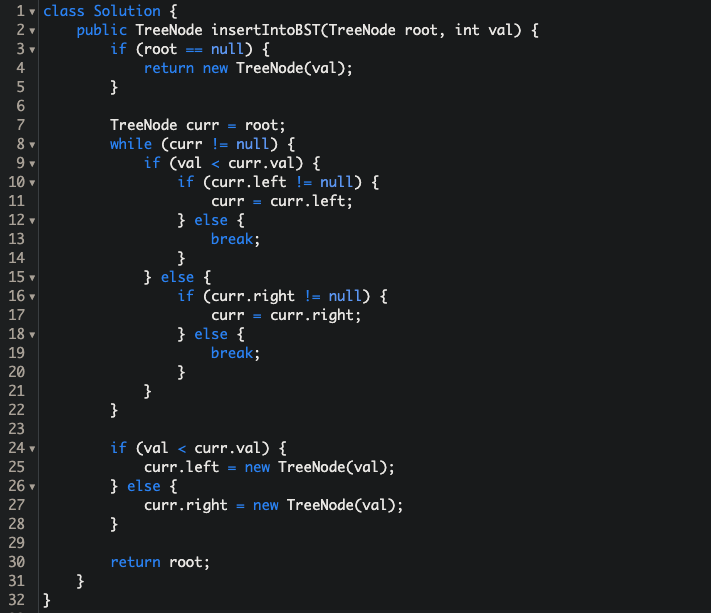 1 class Solution {
2     public TreeNode insertIntoBST(TreeNode root, int val) {
3         if (root == null) {
4             return new TreeNode(val);
5         }
6
7         TreeNode curr = root;
8         while (curr != null) {
9             if (val < curr.val) {
10                 if (curr.left != null) {
11                     curr = curr.left;
12                 } else {
13                     break;
14                 }
15             } else {
16                 if (curr.right != null) {
17                     curr = curr.right;
18                 } else {
19                     break;
20                 }
21             }
22         }
23
24         if (val < curr.val) {
25             curr.left = new TreeNode(val);
26         } else {
27             curr.right = new TreeNode(val);
28         }
29
30         return root;
31     }
32 }